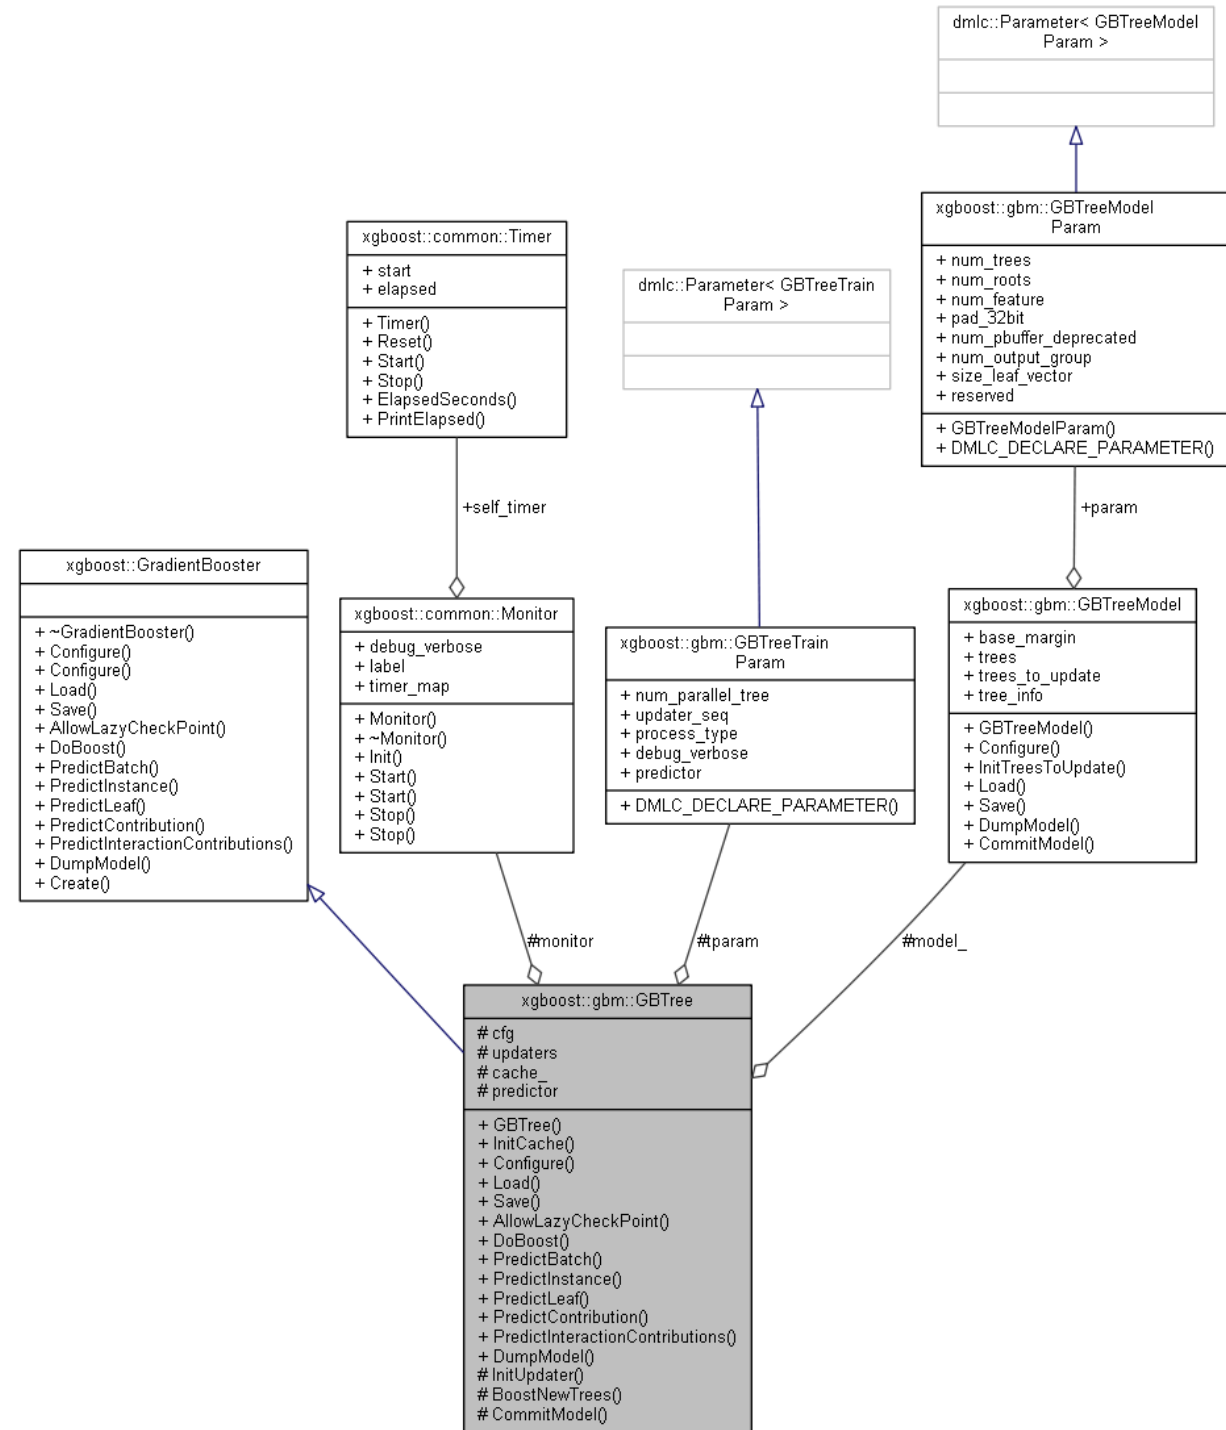 dmlc::Parameter< GBTreeModel
Param >
xgboost::gbm::GBTreeModel
Param
+ num_trees
+ num_roots
+ num_feature
+ pad_32bit
+ num_pbuffer_deprecated
+ num_output_group
+ size_leaf_vector
+ reserved
+ GBTreeModelParam()
+ DMLC_DECLARE_PARAMETER()
xgboost::common::Timer
+ start
+ elapsed
+ Timer()
+ Reset()
+ Start()
+ Stop()
+ ElapsedSeconds()
+ PrintElapsed()
dmlc::Parameter< GBTreeTrain
Param >
+self_timer
+param
xgboost::GradientBooster
+ ~GradientBooster()
+ Configure()
+ Configure()
+ Load()
+ Save()
+ AllowLazyCheckPoint()
+ DoBoost()
+ PredictBatch()
+ PredictInstance()
+ PredictLeaf()
+ PredictContribution()
+ PredictInteractionContributions()
+ DumpModel()
+ Create()
xgboost::common::Monitor
+ debug_verbose
+ label
+ timer_map
+ Monitor()
+ ~Monitor()
+ Init()
+ Start()
+ Start()
+ Stop()
+ Stop()
xgboost::gbm::GBTreeTrain
Param
+ num_parallel_tree
+ updater_seq
+ process_type
+ debug_verbose
+ predictor
+ DMLC_DECLARE_PARAMETER()
xgboost::gbm::GBTreeModel
+ base_margin
+ trees
+ trees_to_update
+ tree_info
+ GBTreeModel()
+ Configure()
+ InitTreesToUpdate()
+ Load()
+ Save()
+ DumpModel()
+ CommitModel()
#monitor
#tparam
#model_
xgboost::gbm::GBTree
# cfg
# updaters
# cache_
# predictor
+ GBTree()
+ InitCache()
+ Configure()
+ Load()
+ Save()
+ AllowLazyCheckPoint()
+ DoBoost()
+ PredictBatch()
+ PredictInstance()
+ PredictLeaf()
+ PredictContribution()
+ PredictInteractionContributions()
+ DumpModel()
# InitUpdater()
# BoostNewTrees()
# CommitModel()